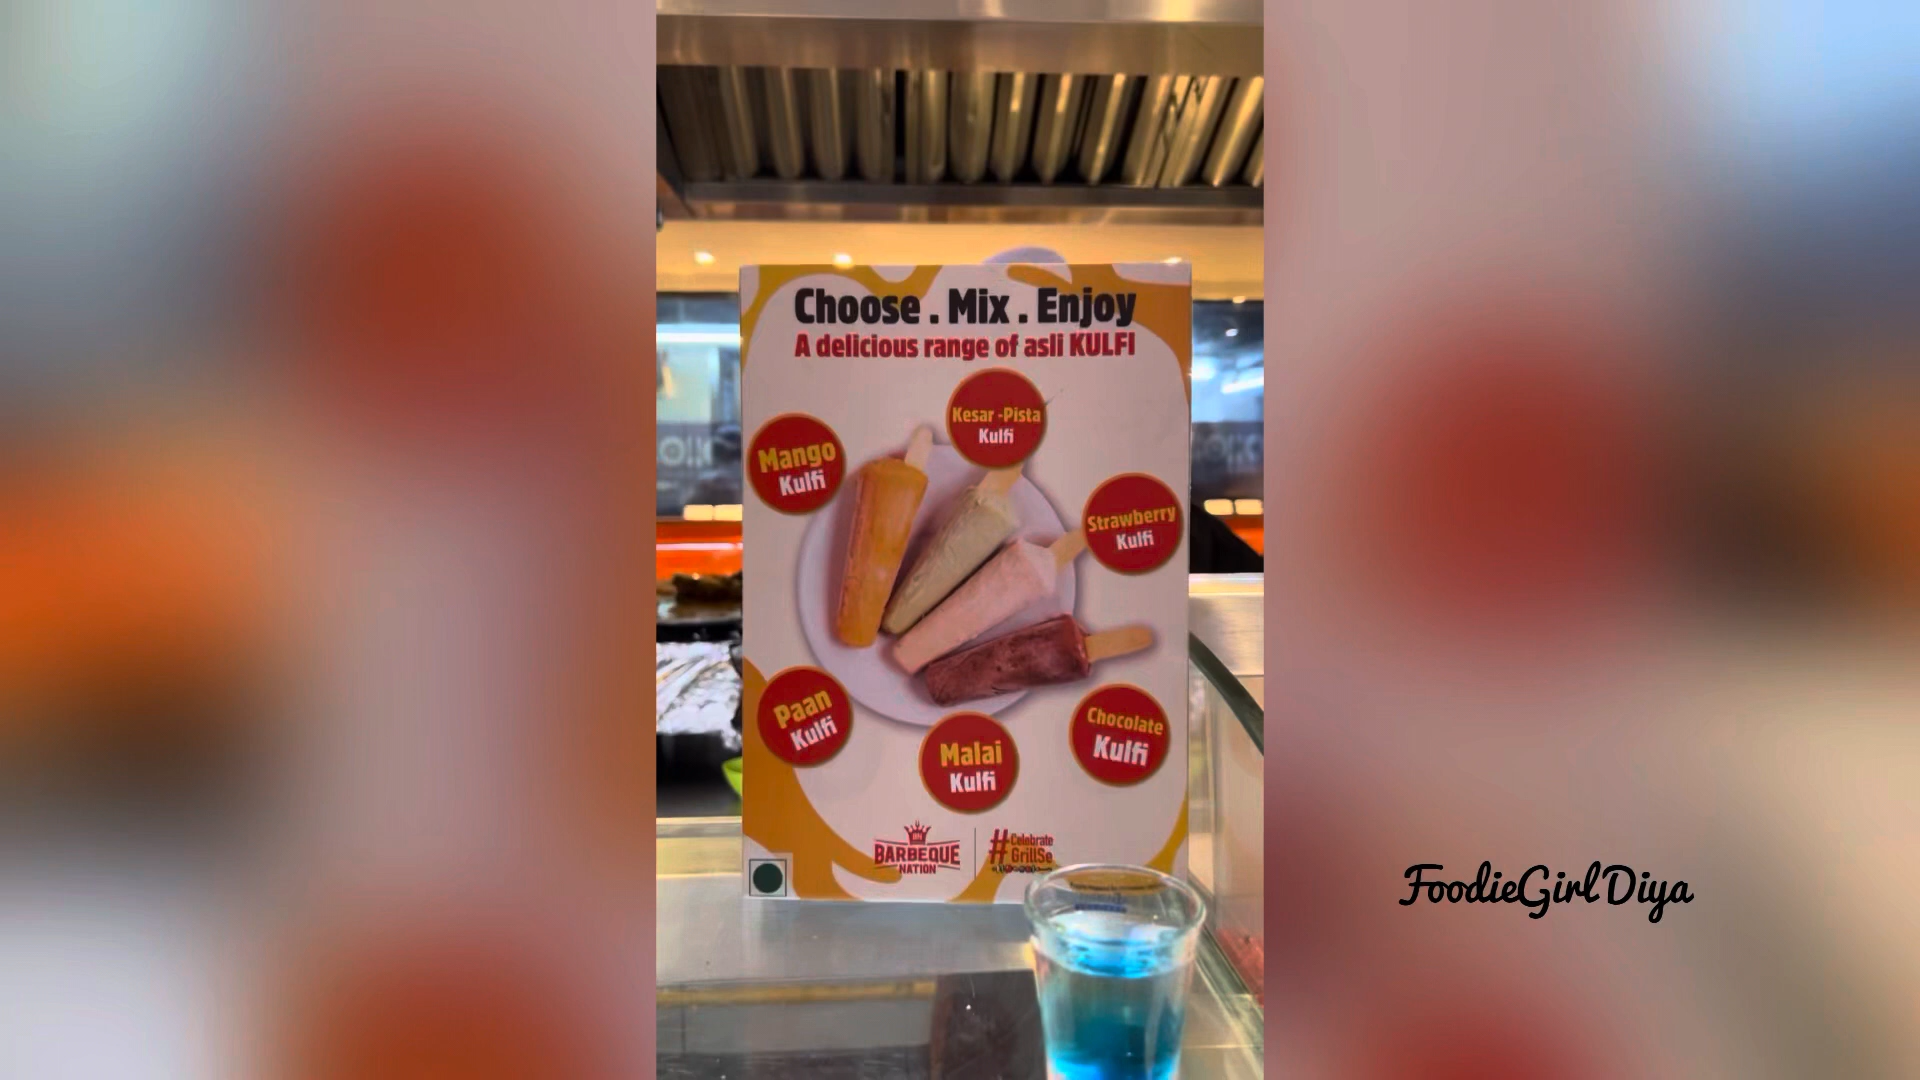 Choose . Mix . Enjoy
A delicious range of asli KULFI
Kesar -Pista
Kulfi
Mango
Kulfi
Strawberry
Kulfi
Paan
Kulfi
Chocolate
Kulfi
Malai
Kulfi
BN
BARBEQUE
NATION
#Celebrate
GrillSe
FoodieGirlDiya